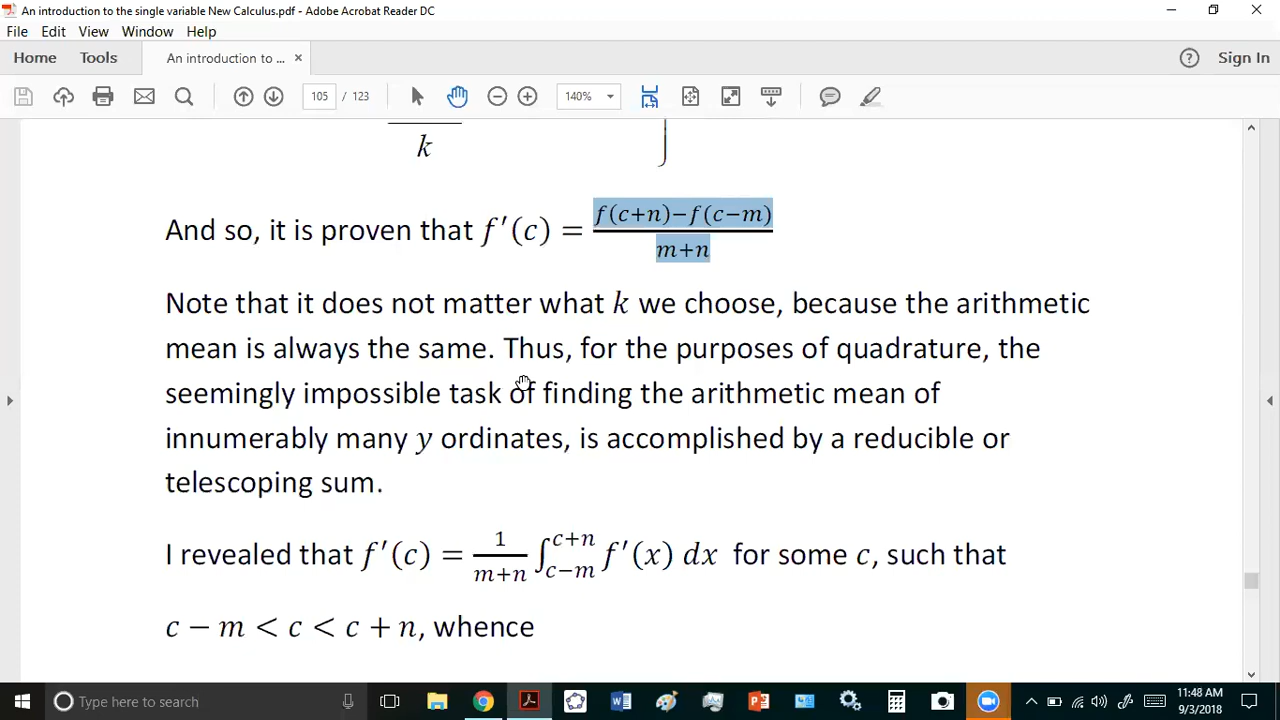 An introduction to the single variable New Calculus.pdf - Adobe Acrobat Reader DC
File Edit View Window Help
Home Tools An introduction to ... × Sign In
105 / 123 140%
k
And so, it is proven that f′(c) = f(c+n)−f(c−m) / m+n
Note that it does not matter what k we choose, because the arithmetic
mean is always the same. Thus, for the purposes of quadrature, the
seemingly impossible task of finding the arithmetic mean of
innumerably many y ordinates, is accomplished by a reducible or
telescoping sum.
I revealed that f′(c) = 1/(m+n) ∫_{c−m}^{c+n} f′(x) dx for some c, such that
c − m < c < c + n, whence
Type here to search
11:48 AM
9/3/2018